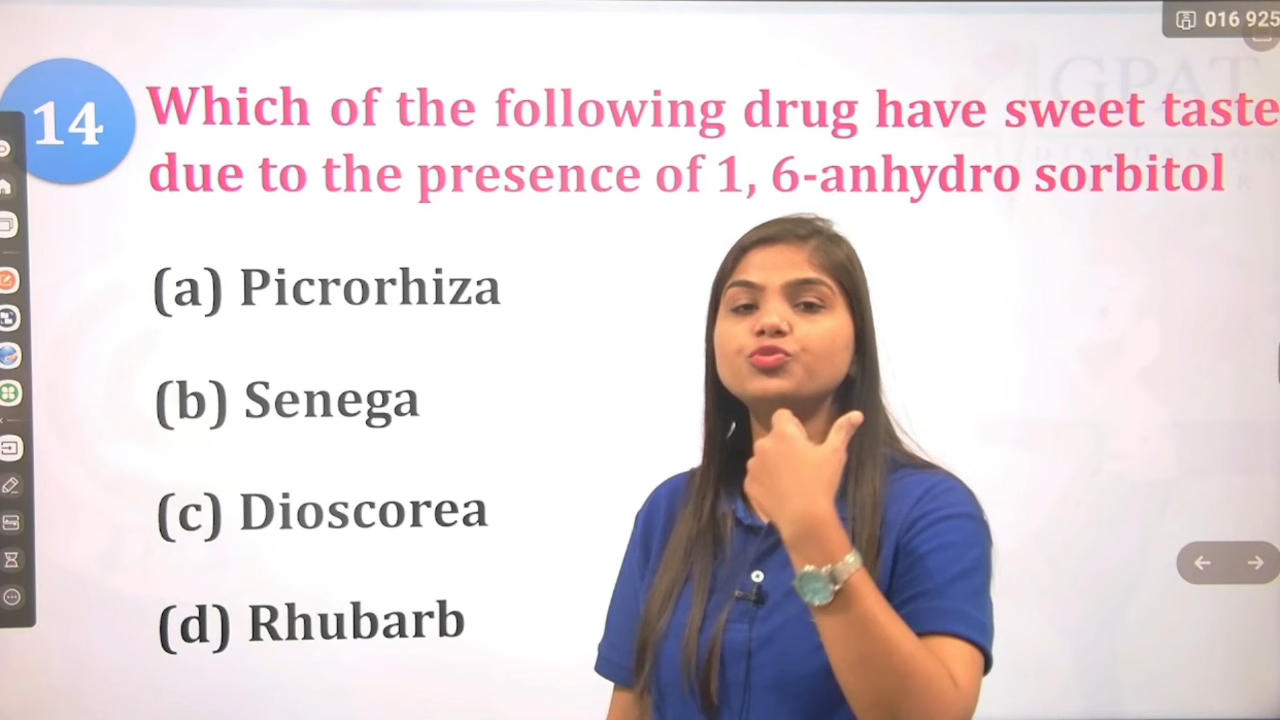 016 925
GPAT
14
Which of the following drug have sweet taste
due to the presence of 1, 6-anhydro sorbitol
(a) Picrorhiza
(b) Senega
(c) Dioscorea
(d) Rhubarb